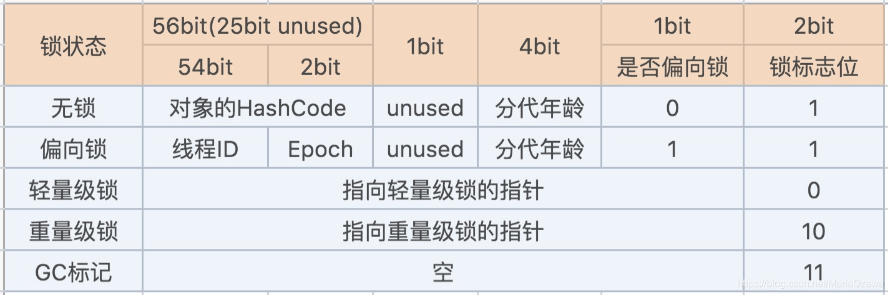 锁状态 56bit(25bit unused) 1bit 4bit 1bit 2bit
54bit 2bit 是否偏向锁 锁标志位
无锁 对象的HashCode unused 分代年龄 0 1
偏向锁 线程ID Epoch unused 分代年龄 1 1
轻量级锁 指向轻量级锁的指针 0
重量级锁 指向重量级锁的指针 10
GC标记 空 11